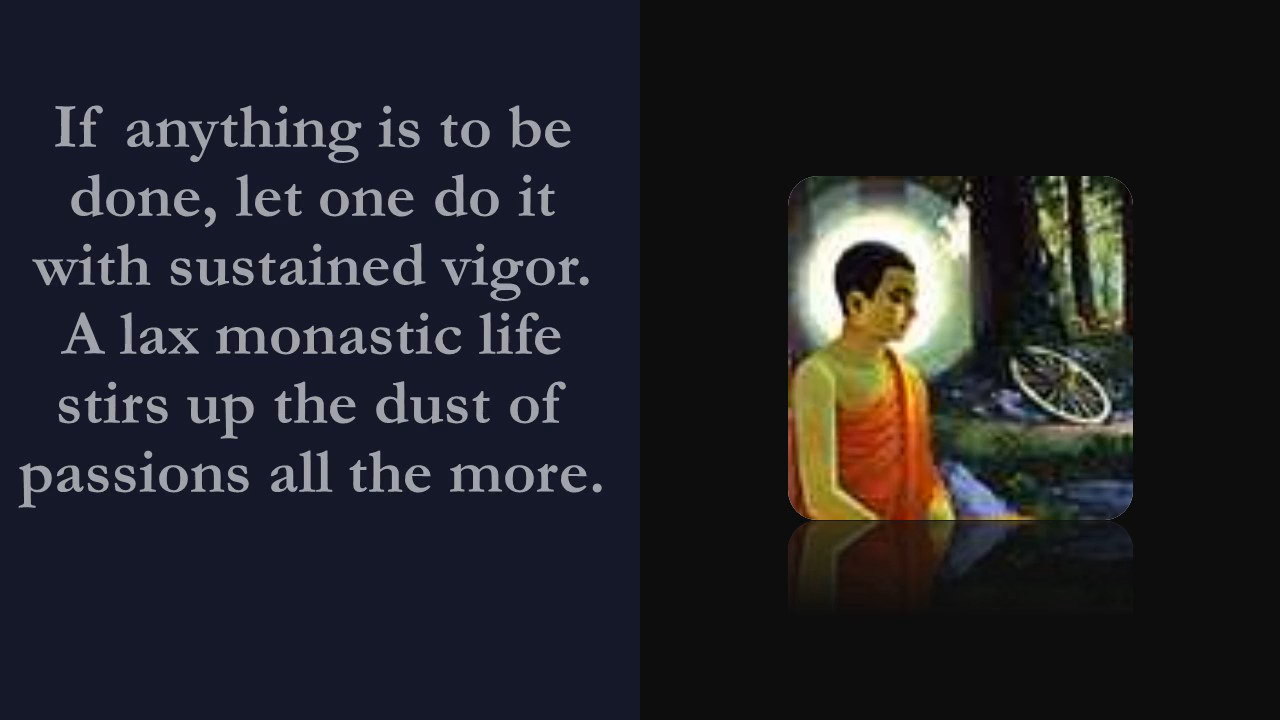 If anything is to be
done, let one do it
with sustained vigor.
A lax monastic life
stirs up the dust of
passions all the more.